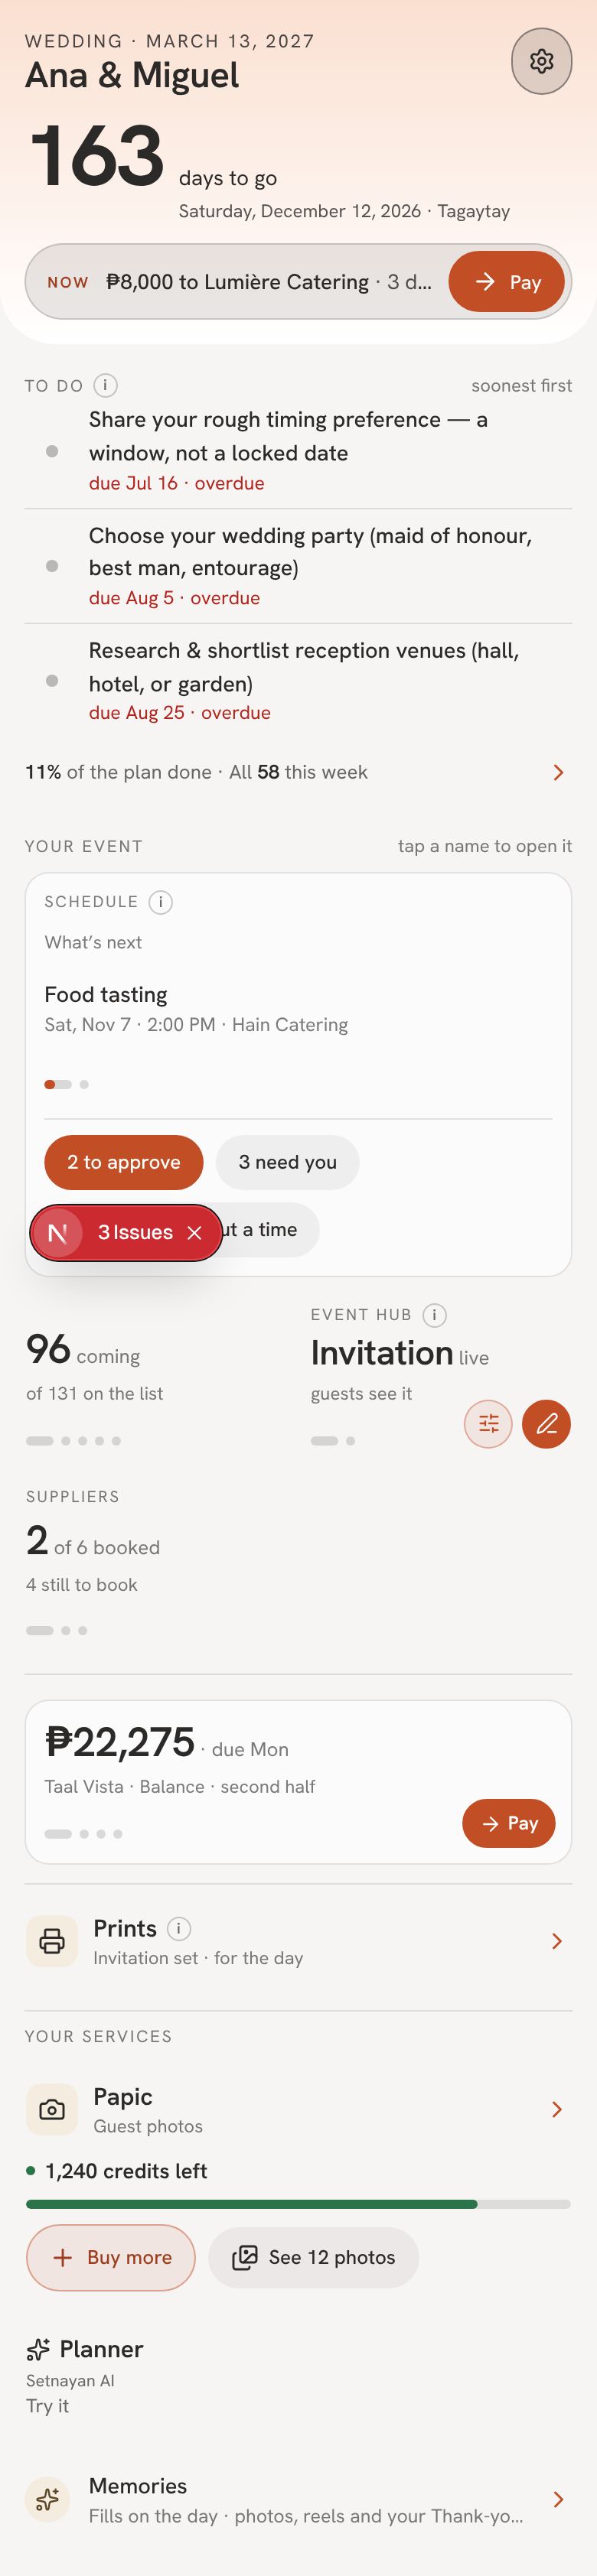 WEDDING · MARCH 13, 2027
Ana & Miguel
163 days to go
Saturday, December 12, 2026 · Tagaytay
NOW ₱8,000 to Lumière Catering · 3 d... Pay
TO DO i soonest first
Share your rough timing preference — a
window, not a locked date
due Jul 16 · overdue
Choose your wedding party (maid of honour,
best man, entourage)
due Aug 5 · overdue
Research & shortlist reception venues (hall,
hotel, or garden)
due Aug 25 · overdue
11% of the plan done · All 58 this week
YOUR EVENT tap a name to open it
SCHEDULE i
What’s next
Food tasting
Sat, Nov 7 · 2:00 PM · Hain Catering
2 to approve 3 need you
N 3 Issues ut a time
EVENT HUB i
96 coming
Invitation live
of 131 on the list
guests see it
SUPPLIERS
2 of 6 booked
4 still to book
₱22,275 · due Mon
Taal Vista · Balance · second half
Pay
Prints i
Invitation set · for the day
YOUR SERVICES
Papic
Guest photos
1,240 credits left
Buy more See 12 photos
Planner
Setnayan AI
Try it
Memories
Fills on the day · photos, reels and your Thank-yo...